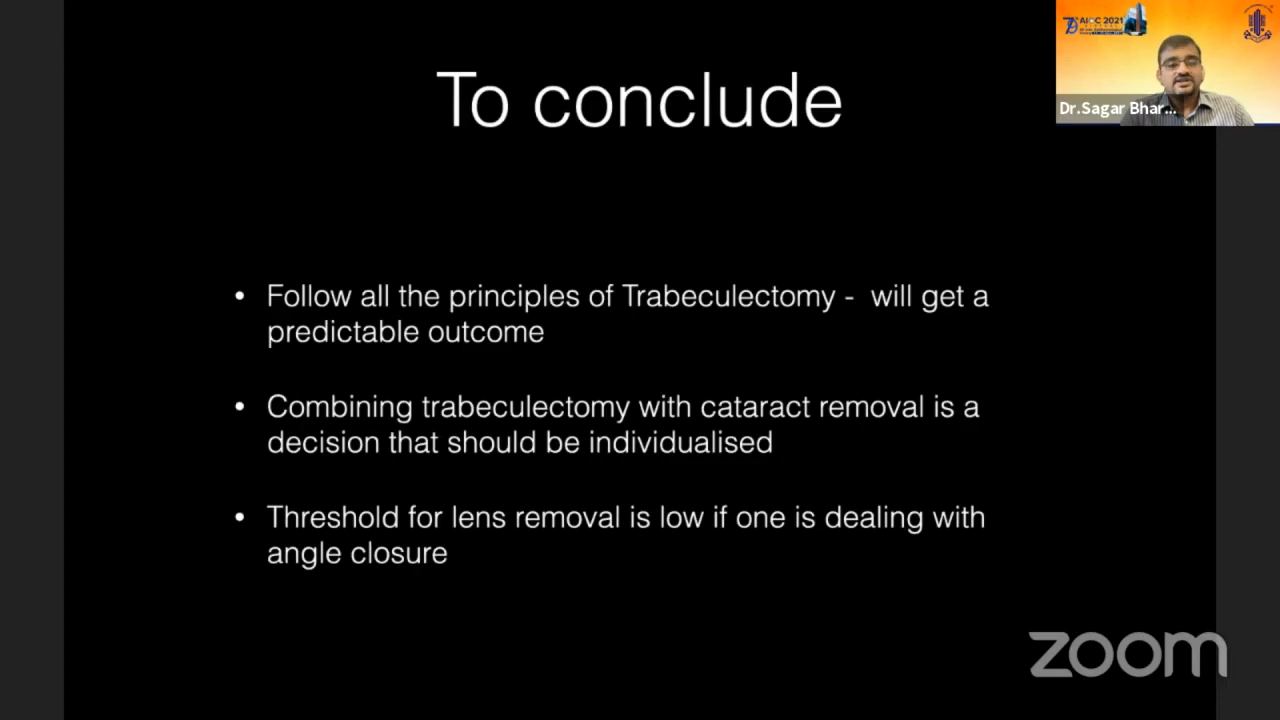 AIOC 2021
To conclude
Dr.Sagar Bhar...
• Follow all the principles of Trabeculectomy - will get a
predictable outcome
• Combining trabeculectomy with cataract removal is a
decision that should be individualised
• Threshold for lens removal is low if one is dealing with
angle closure
zoom